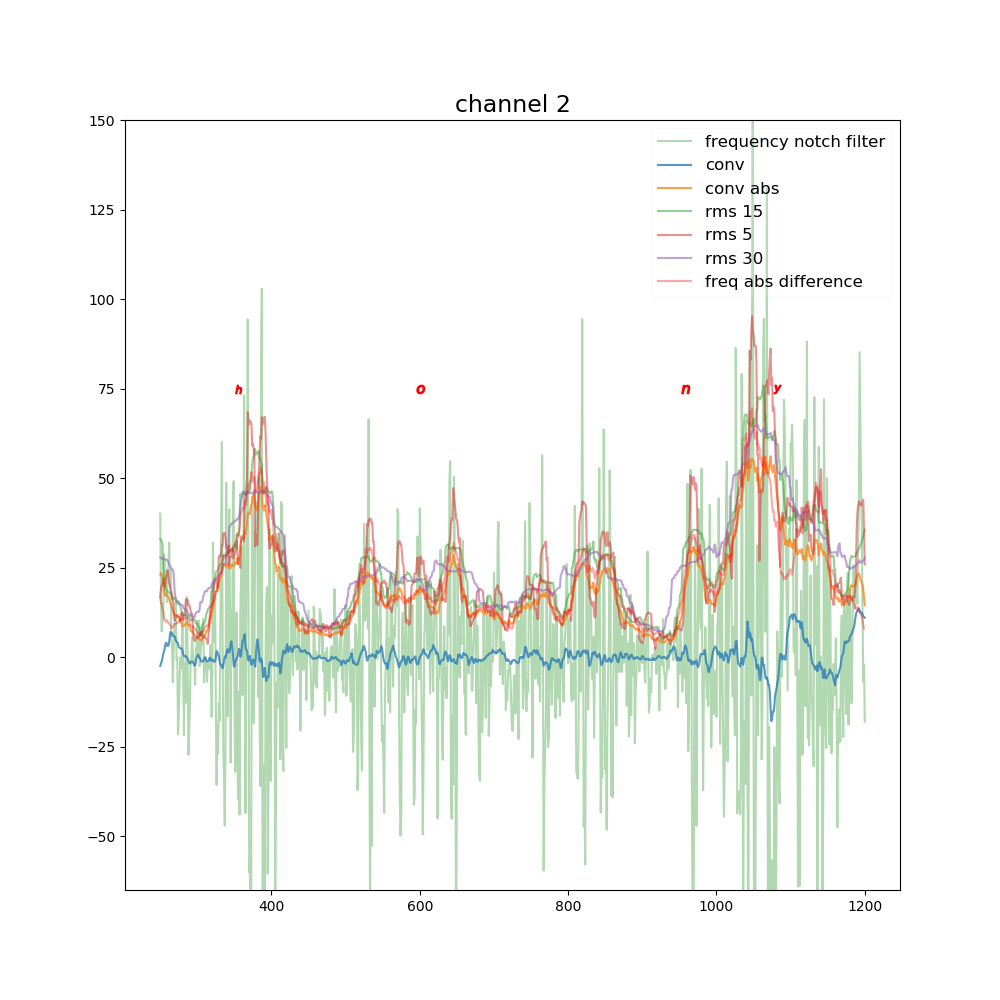 channel 2
150
125
100
75
50
25
0
−25
−50
frequency notch filter
conv
conv abs
rms 15
rms 5
rms 30
freq abs difference
h o n y
400 600 800 1000 1200